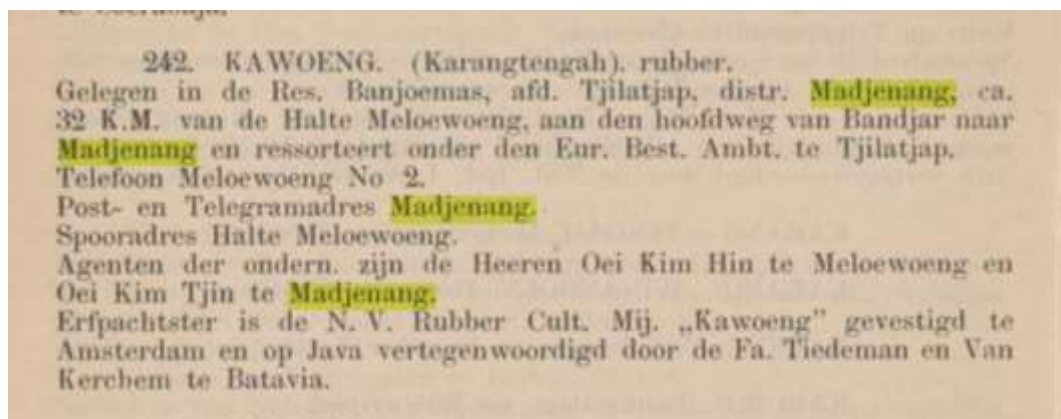 242. KAWOENG. (Karangtengah). rubber.
Gelegen in de Res. Banjoemas, afd. Tjilatjap, distr. Madjenang, ca.
32 K.M. van de Halte Meloewoeng, aan den hoofdweg van Bandjar naar
Madjenang en ressorteert onder den Eur. Best. Ambt. te Tjilatjap.
Telefoon Meloewoeng No 2.
Post- en Telegramadres Madjenang.
Spooradres Halte Meloewoeng.
Agenten der ondern. zijn de Heeren Oei Kim Hin te Meloewoeng en
Oei Kim Tjin te Madjenang.
Erfpachtster is de N. V. Rubber Cult. Mij. „Kawoeng" gevestigd te
Amsterdam en op Java vertegenwoordigd door de Fa. Tiedeman en Van
Kerchem te Batavia.